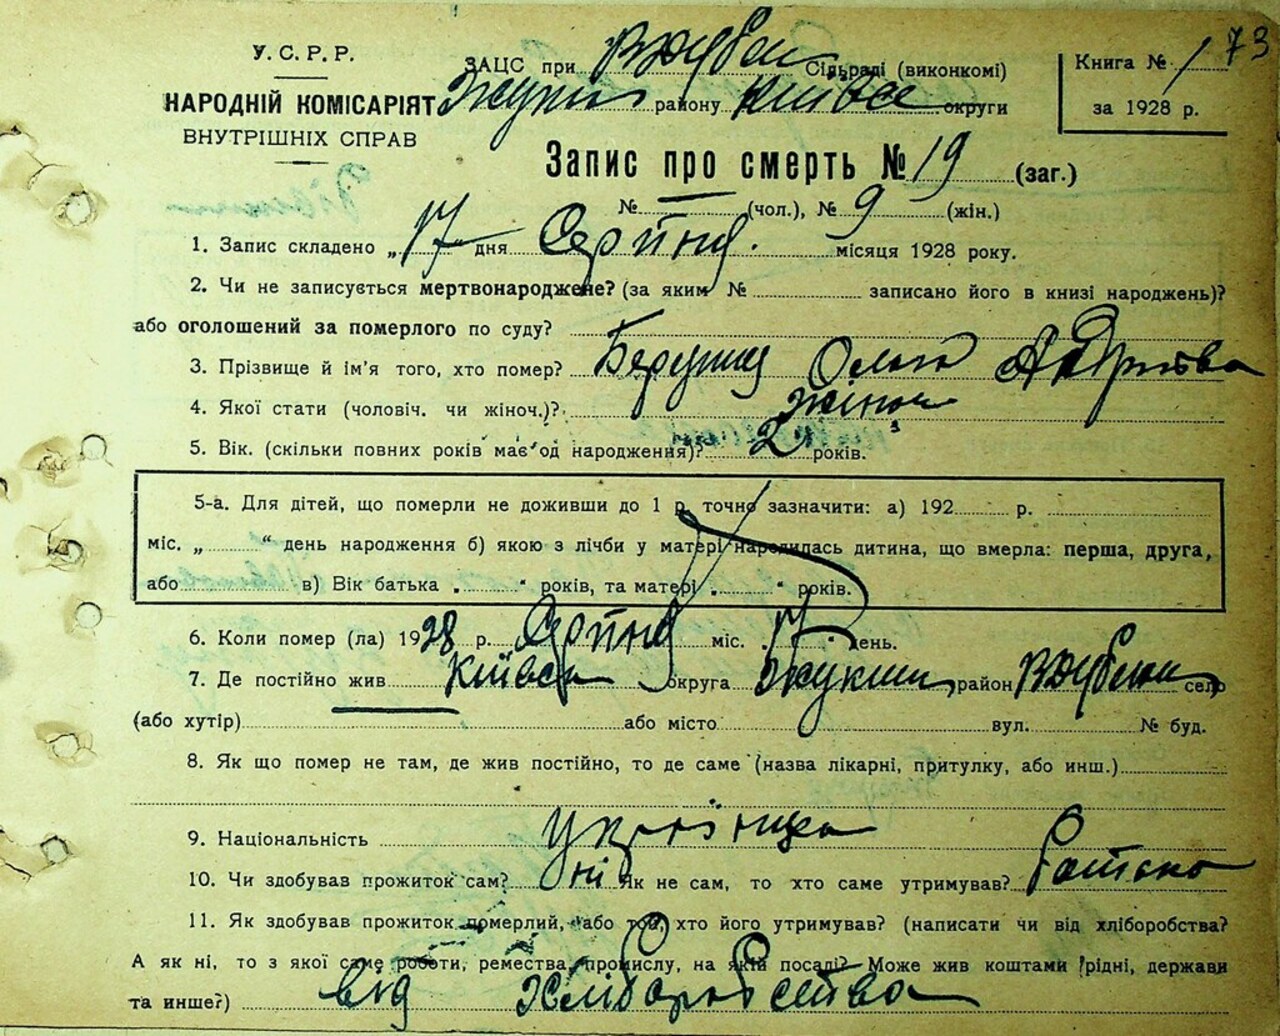 73
У.С.Р.Р.
НАРОДНІЙ КОМІСАРІЯТ
ВНУТРІШНІХ СПРАВ
ЗАЦС при Сільраді (виконкомі)
району Київсь округи
Книга № 1
за 1928 р.
Запис про смерть № 19 (заг.)
№ — (чол.), № 9 (жін.)
1. Запис складено „17 дня Серпня місяця 1928 року.
2. Чи не записується мертвонароджене? (за яким № записано його в книзі народжень)?
або оголошений за померлого по суду?
3. Прізвище й ім'я того, хто помер? Ольга
4. Якої статі (чоловіч. чи жіноч.)? жіноч
5. Вік. (скільки повних років має од народження)? 2 років.
5-а. Для дітей, що померли не доживши до 1 р. точно зазначити: а) 192 р.
міс. „ “ день народження б) якою з лічби у матері народилась дитина, що вмерла: перша, друга,
або в) Вік батька „ “ років, та матері „ “ років.
6. Коли помер (ла) 1928 р. Серпня міс. „17“ день.
7. Де постійно жив Київськ округа район село
(або хутір) або місто вул. № буд.
8. Як що помер не там, де жив постійно, то де саме (назва лікарні, притулку, або инш.)
9. Національність Українка
10. Чи здобував прожиток сам? ні Як не сам, то хто саме утримував? батько
11. Як здобував прожиток померлий, або той, хто його утримував? (написати чи від хліборобства?
А як ні, то з якої саме роботи, ремества, промислу, на якій посаді? Може жив коштами рідні, держави
та инше?) від хліборобства